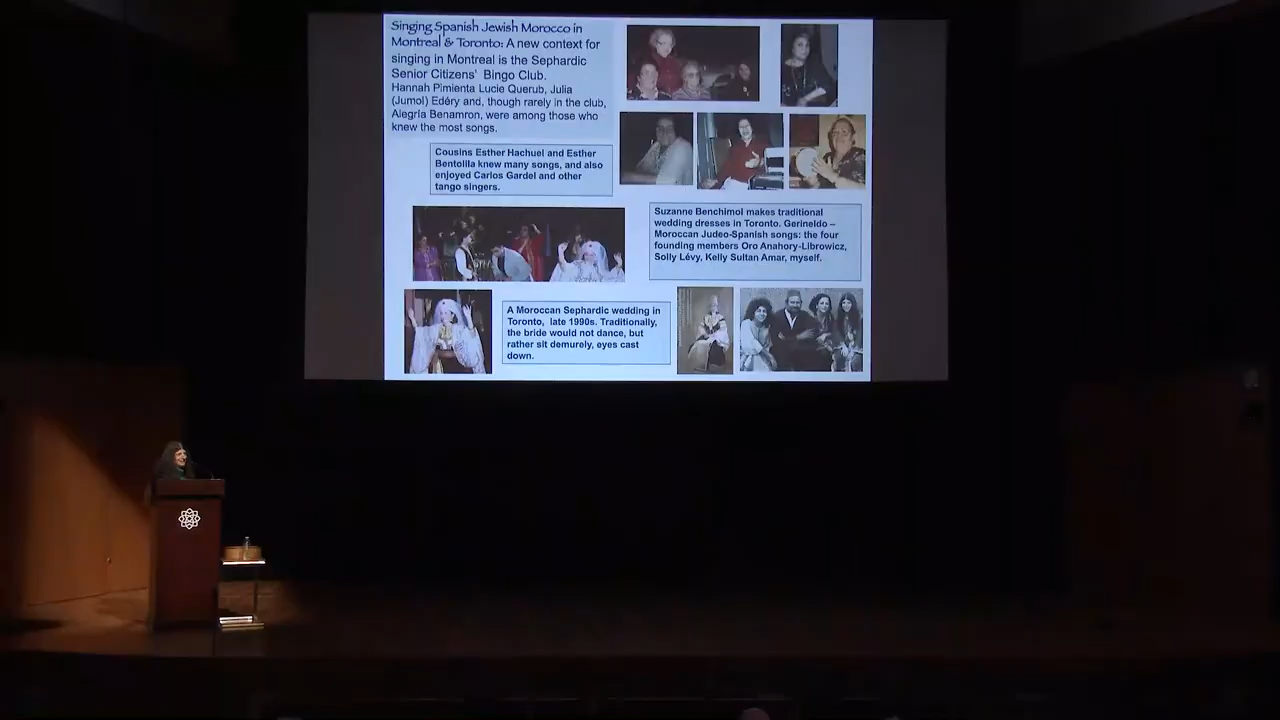 Singing Spanish Jewish Morocco in
Montreal & Toronto: A new context for
singing in Montreal is the Sephardic
Senior Citizens' Bingo Club.
Hannah Pimienta Lucie Querub, Julia
(Jumol) Edéry and, though rarely in the club,
Alegría Benamron, were among those who
knew the most songs.
Cousins Esther Hachuel and Esther
Bentolila knew many songs, and also
enjoyed Carlos Gardel and other
tango singers.
Suzanne Benchimol makes traditional
wedding dresses in Toronto. Gerineldo –
Moroccan Judeo-Spanish songs: the four
founding members Oro Anahory-Librowicz,
Solly Lévy, Kelly Sultan Amar, myself.
A Moroccan Sephardic wedding in
Toronto, late 1990s. Traditionally,
the bride would not dance, but
rather sit demurely, eyes cast
down.